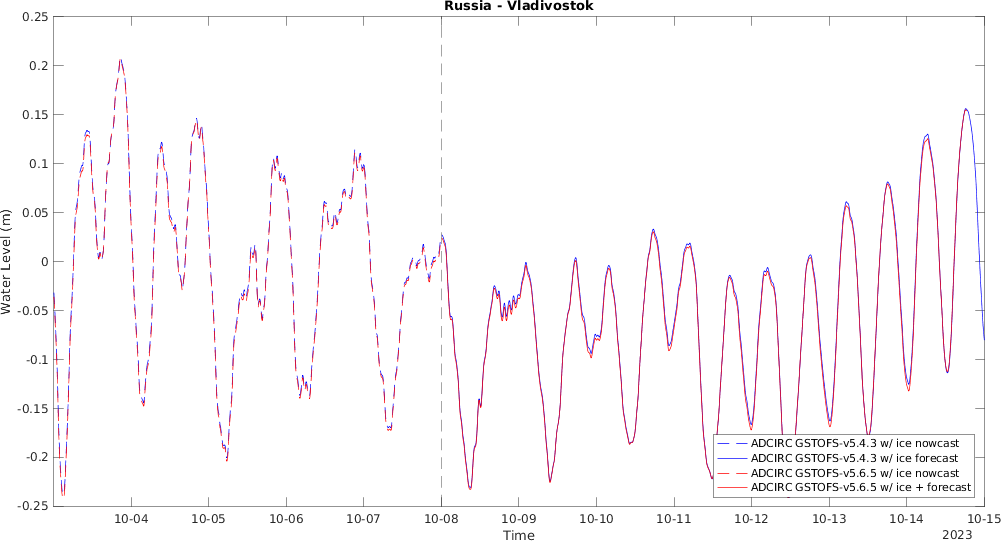 Russia - Vladivostok
0.25
0.2
0.15
0.1
0.05
0
-0.05
-0.1
-0.15
-0.2
-0.25
Water Level (m)
ADCIRC GSTOFS-v5.4.3 w/ ice nowcast
ADCIRC GSTOFS-v5.4.3 w/ ice forecast
ADCIRC GSTOFS-v5.6.5 w/ ice nowcast
ADCIRC GSTOFS-v5.6.5 w/ ice + forecast
10-04 10-05 10-06 10-07 10-08 10-09 10-10 10-11 10-12 10-13 10-14 10-15
Time
2023